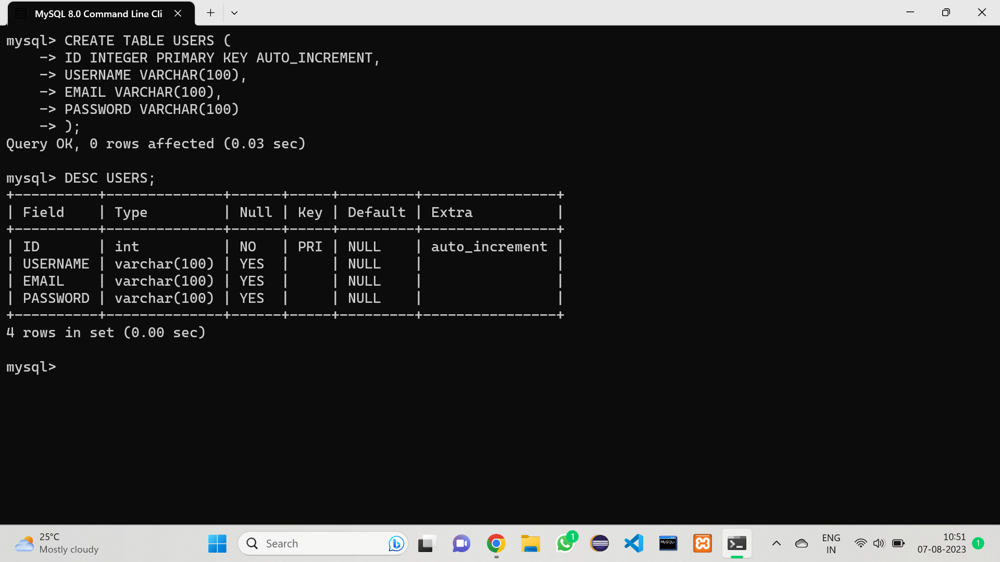 MySQL 8.0 Command Line Cli
mysql> CREATE TABLE USERS (
    -> ID INTEGER PRIMARY KEY AUTO_INCREMENT,
    -> USERNAME VARCHAR(100),
    -> EMAIL VARCHAR(100),
    -> PASSWORD VARCHAR(100)
    -> );
Query OK, 0 rows affected (0.03 sec)
mysql> DESC USERS;
+----------+--------------+------+-----+---------+----------------+
| Field    | Type         | Null | Key | Default | Extra          |
+----------+--------------+------+-----+---------+----------------+
| ID       | int          | NO   | PRI | NULL    | auto_increment |
| USERNAME | varchar(100) | YES  |     | NULL    |                |
| EMAIL    | varchar(100) | YES  |     | NULL    |                |
| PASSWORD | varchar(100) | YES  |     | NULL    |                |
+----------+--------------+------+-----+---------+----------------+
4 rows in set (0.00 sec)
mysql>
25°C
Mostly cloudy
Search
1
MySQL>
ENG
IN
10:51
07-08-2023
1